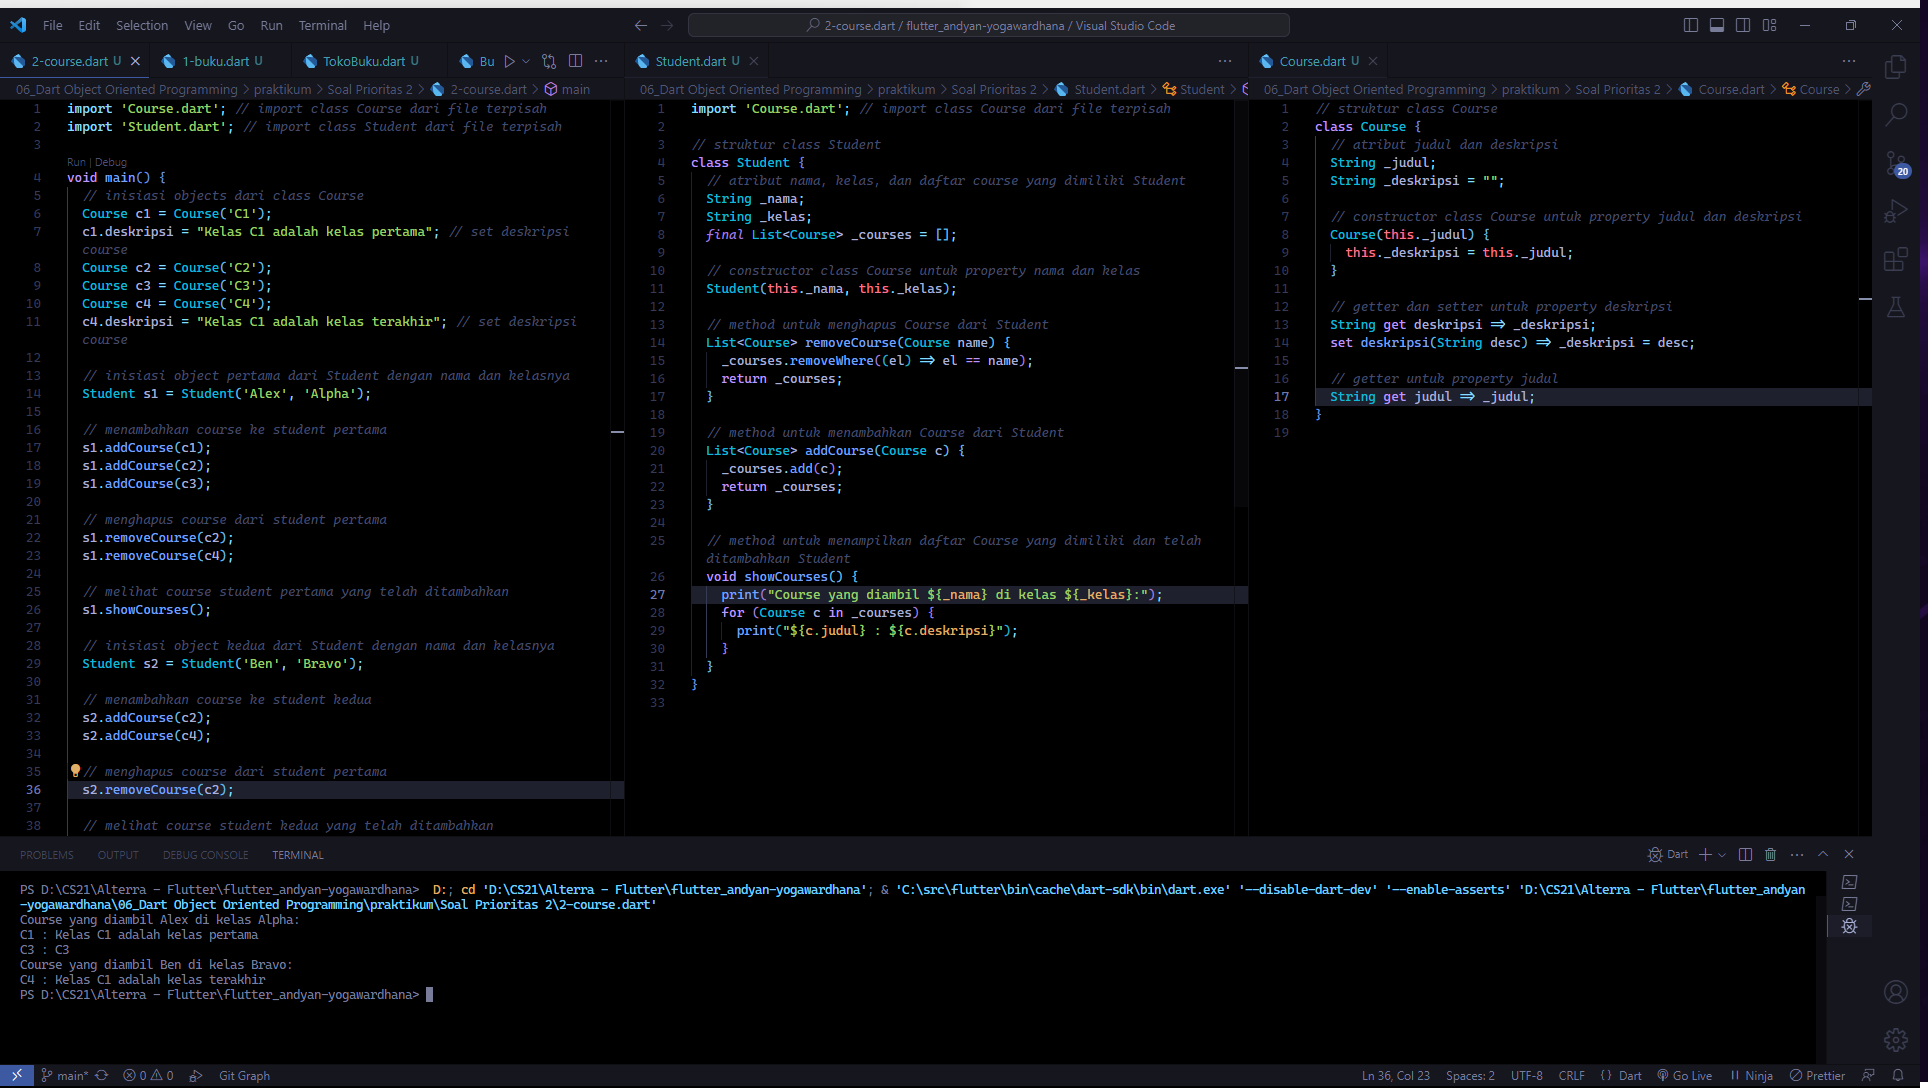 File Edit Selection View Go Run Terminal Help
2-course.dart / flutter_andyan-yogawardhana / Visual Studio Code
2-course.dart U
1-buku.dart U
TokoBuku.dart U
Bu
06_Dart Object Oriented Programming > praktikum > Soal Prioritas 2 > 2-course.dart > main
1 import 'Course.dart'; // import class Course dari file terpisah
2 import 'Student.dart'; // import class Student dari file terpisah
3
Run | Debug
4 void main() {
5 // inisiasi objects dari class Course
6 Course c1 = Course('C1');
7 c1.deskripsi = "Kelas C1 adalah kelas pertama"; // set deskripsi
course
8 Course c2 = Course('C2');
9 Course c3 = Course('C3');
10 Course c4 = Course('C4');
11 c4.deskripsi = "Kelas C1 adalah kelas terakhir"; // set deskripsi
course
12
13 // inisiasi object pertama dari Student dengan nama dan kelasnya
14 Student s1 = Student('Alex', 'Alpha');
15
16 // menambahkan course ke student pertama
17 s1.addCourse(c1);
18 s1.addCourse(c2);
19 s1.addCourse(c3);
20
21 // menghapus course dari student pertama
22 s1.removeCourse(c2);
23 s1.removeCourse(c4);
24
25 // melihat course student pertama yang telah ditambahkan
26 s1.showCourses();
27
28 // inisiasi object kedua dari Student dengan nama dan kelasnya
29 Student s2 = Student('Ben', 'Bravo');
30
31 // menambahkan course ke student kedua
32 s2.addCourse(c2);
33 s2.addCourse(c4);
34
35 // menghapus course dari student pertama
36 s2.removeCourse(c2);
37
38 // melihat course student kedua yang telah ditambahkan
Student.dart U
06_Dart Object Oriented Programming > praktikum > Soal Prioritas 2 > Student.dart > Student >
1 import 'Course.dart'; // import class Course dari file terpisah
2
3 // struktur class Student
4 class Student {
5 // atribut nama, kelas, dan daftar course yang dimiliki Student
6 String _nama;
7 String _kelas;
8 final List<Course> _courses = [];
9
10 // constructor class Course untuk property nama dan kelas
11 Student(this._nama, this._kelas);
12
13 // method untuk menghapus Course dari Student
14 List<Course> removeCourse(Course name) {
15 _courses.removeWhere((el) => el == name);
16 return _courses;
17 }
18
19 // method untuk menambahkan Course dari Student
20 List<Course> addCourse(Course c) {
21 _courses.add(c);
22 return _courses;
23 }
24
25 // method untuk menampilkan daftar Course yang dimiliki dan telah
ditambahkan Student
26 void showCourses() {
27 print("Course yang diambil ${_nama} di kelas ${_kelas}:");
28 for (Course c in _courses) {
29 print("${c.judul} : ${c.deskripsi}");
30 }
31 }
32 }
33
Course.dart U
06_Dart Object Oriented Programming > praktikum > Soal Prioritas 2 > Course.dart > Course >
1 // struktur class Course
2 class Course {
3 // atribut judul dan deskripsi
4 String _judul;
5 String _deskripsi = "";
6
7 // constructor class Course untuk property judul dan deskripsi
8 Course(this._judul) {
9 this._deskripsi = this._judul;
10 }
11
12 // getter dan setter untuk property deskripsi
13 String get deskripsi => _deskripsi;
14 set deskripsi(String desc) => _deskripsi = desc;
15
16 // getter untuk property judul
17 String get judul => _judul;
18 }
19
20
PROBLEMS OUTPUT DEBUG CONSOLE TERMINAL
Dart
PS D:\CS21\Alterra - Flutter\flutter_andyan-yogawardhana> D:; cd 'D:\CS21\Alterra - Flutter\flutter_andyan-yogawardhana'; & 'C:\src\flutter\bin\cache\dart-sdk\bin\dart.exe' '--disable-dart-dev' '--enable-asserts' 'D:\CS21\Alterra - Flutter\flutter_andyan
-yogawardhana\06_Dart Object Oriented Programming\praktikum\Soal Prioritas 2\2-course.dart'
Course yang diambil Alex di kelas Alpha:
C1 : Kelas C1 adalah kelas pertama
C3 : C3
Course yang diambil Ben di kelas Bravo:
C4 : Kelas C1 adalah kelas terakhir
PS D:\CS21\Alterra - Flutter\flutter_andyan-yogawardhana>
main* 0 0 Git Graph
Ln 36, Col 23 Spaces: 2 UTF-8 CRLF { } Dart Go Live Ninja Prettier